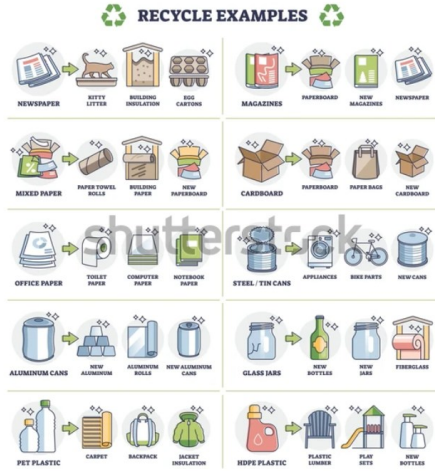 RECYCLE EXAMPLES
NEWSPAPER
KITTY
LITTER
BUILDING
INSULATION
EGG
CARTONS
MAGAZINES
PAPERBOARD
NEW
MAGAZINES
NEWSPAPER
MIXED PAPER
PAPER TOWEL
ROLLS
BUILDING
PAPER
NEW
PAPERBOARD
CARDBOARD
PAPERBOARD
PAPER BAGS
NEW
CARDBOARD
shutterstock
OFFICE PAPER
TOILET
PAPER
COMPUTER
PAPER
NOTEBOOK
PAPER
STEEL / TIN CANS
APPLIANCES
BIKE PARTS
NEW CANS
ALUMINUM CANS
NEW
ALUMINUM
ALUMINUM
ROLLS
NEW ALUMINUM
CANS
GLASS JARS
NEW
BOTTLES
NEW
JARS
FIBERGLASS
PET PLASTIC
CARPET
BACKPACK
JACKET
INSULATION
HDPE PLASTIC
PLASTIC
LUMBER
PLAY
SETS
NEW
BOTTLES